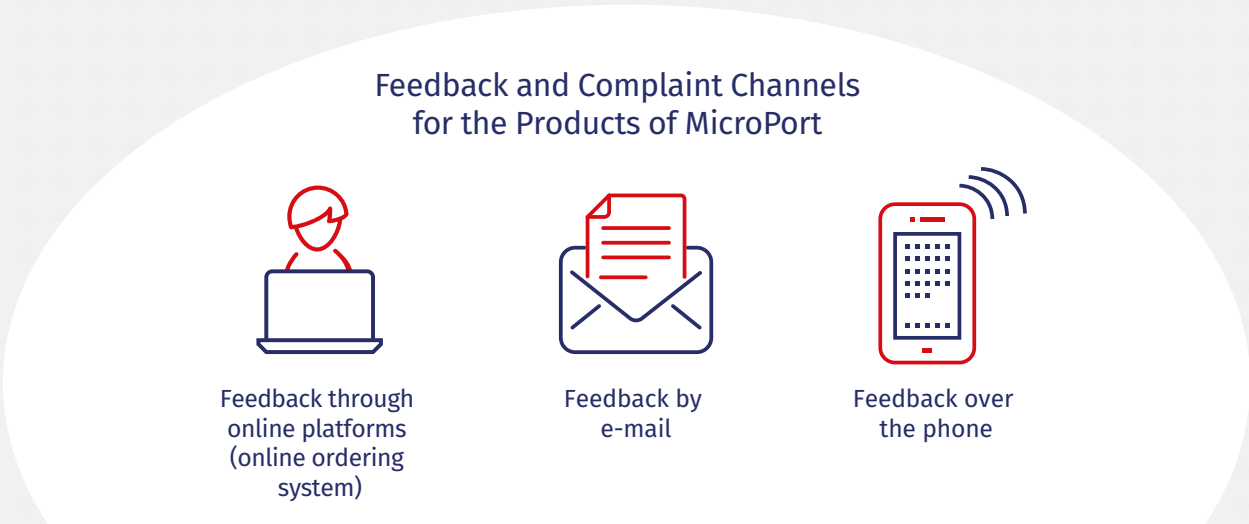 Feedback and Complaint Channels
for the Products of MicroPort
Feedback through
online platforms
(online ordering
system)
Feedback by
e-mail
Feedback over
the phone